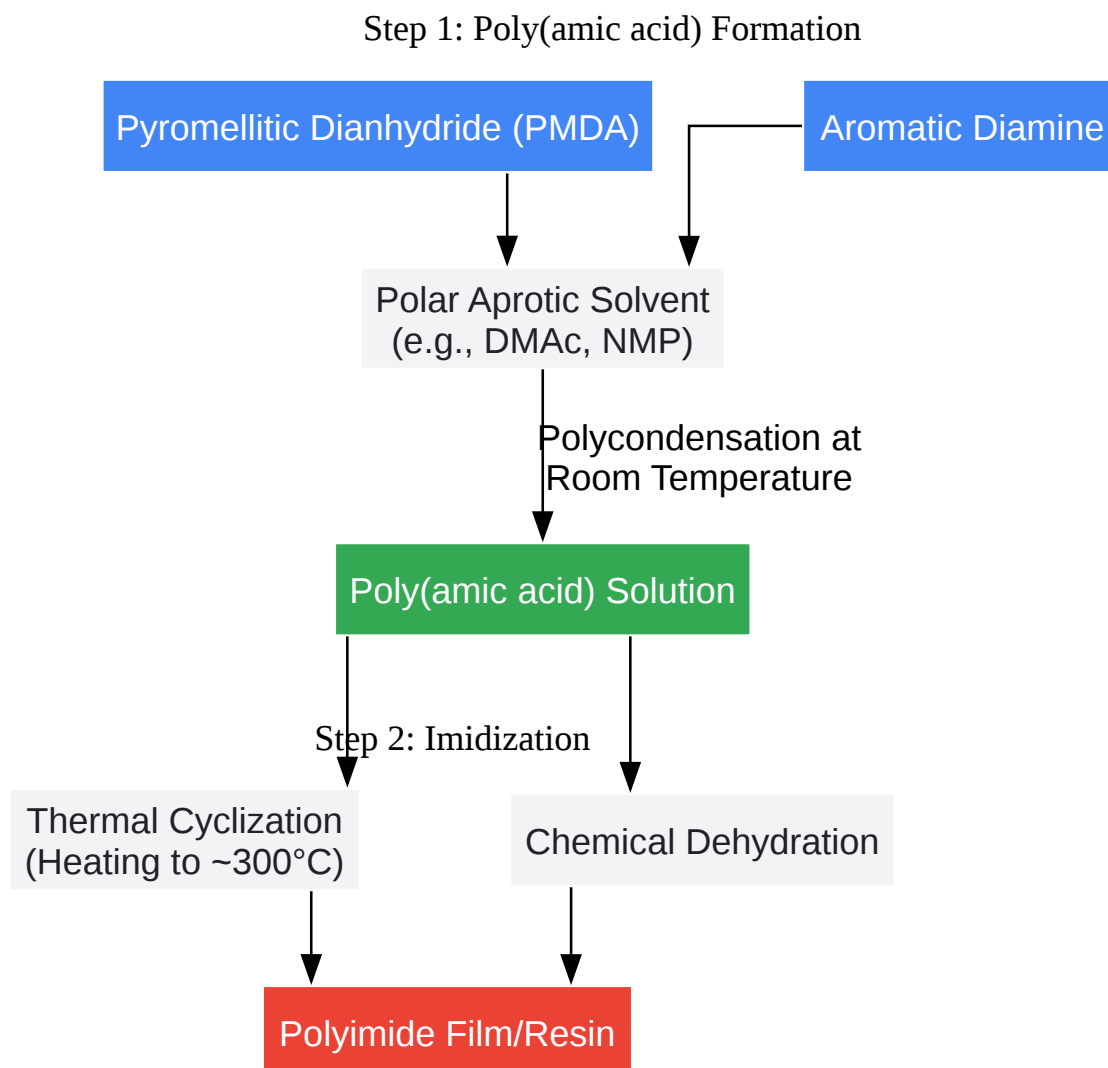 Step 1: Poly(amic acid) Formation
Pyromellitic Dianhydride (PMDA)
Aromatic Diamine
Polar Aprotic Solvent
(e.g., DMAc, NMP)
Polycondensation at
Room Temperature
Poly(amic acid) Solution
Step 2: Imidization
Thermal Cyclization
(Heating to ~300°C)
Chemical Dehydration
Polyimide Film/Resin